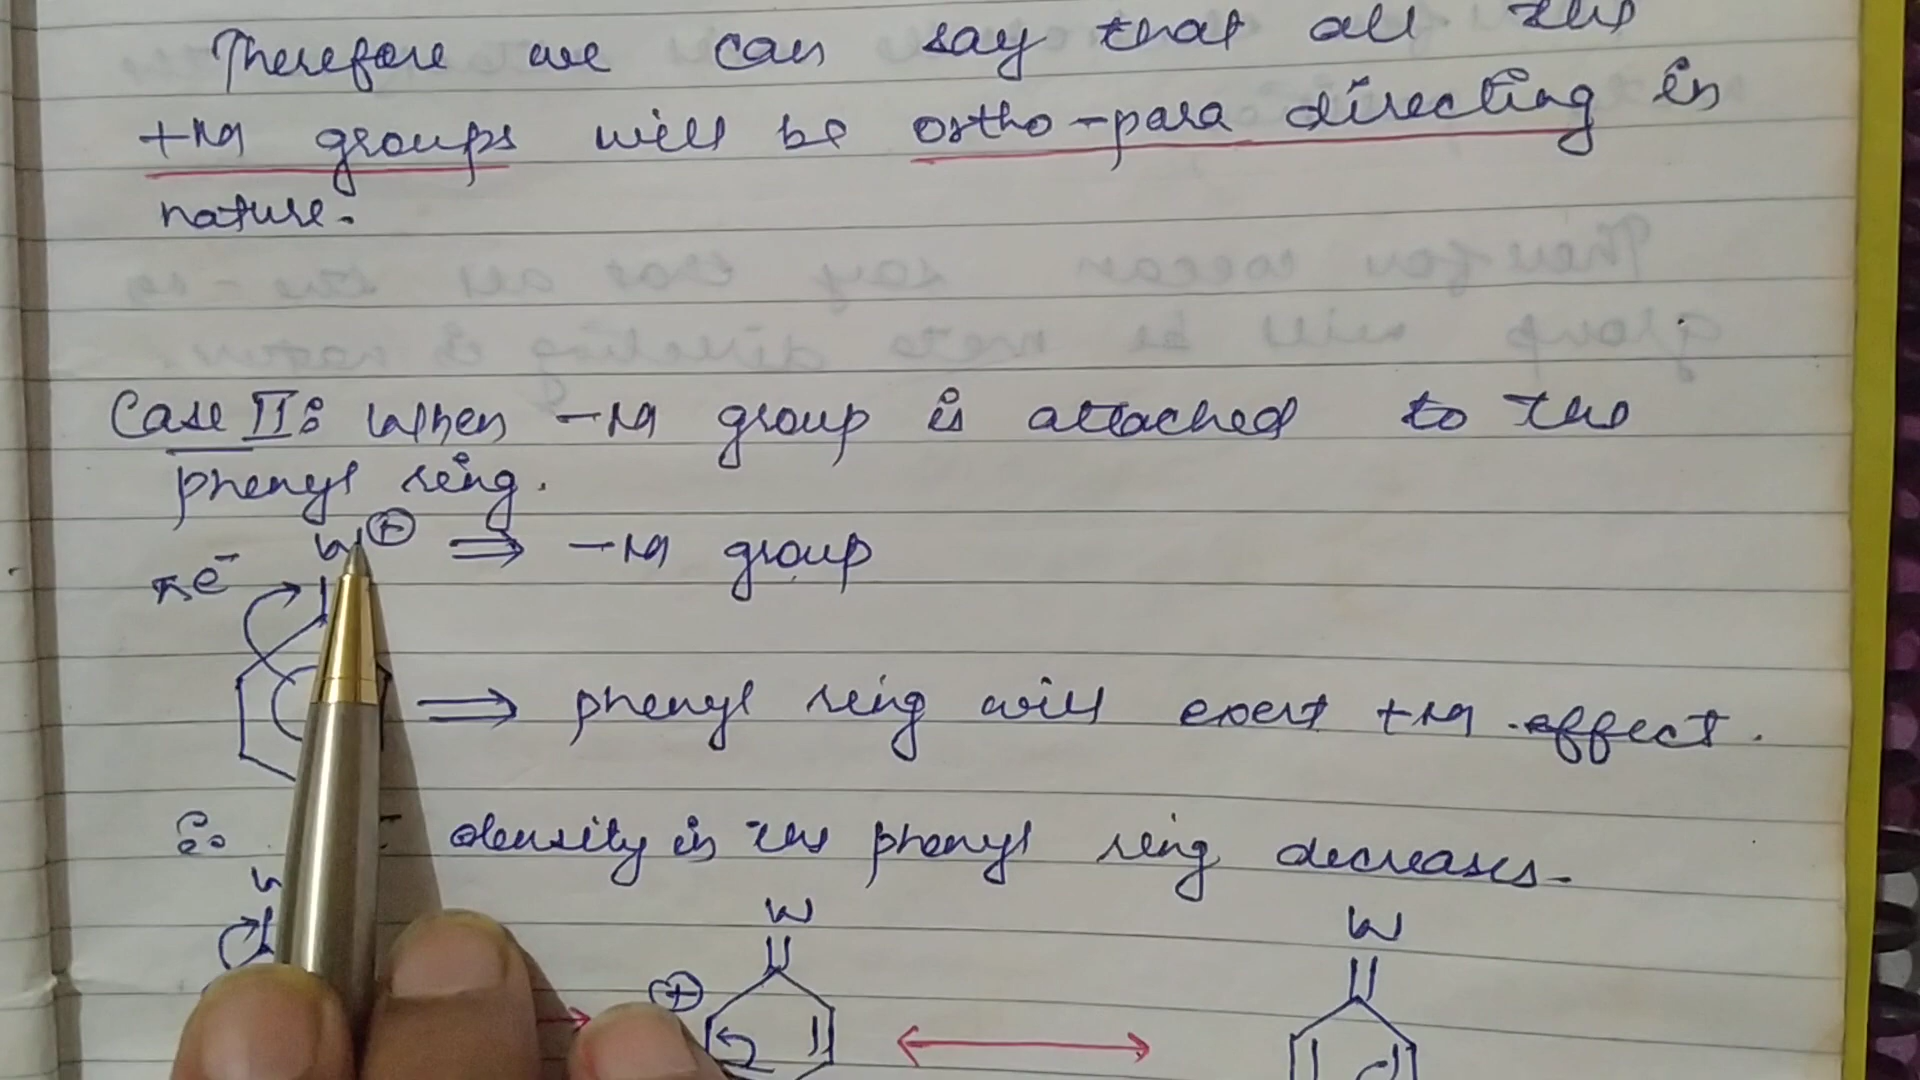 Therefore we can say that all the
+M groups will be ortho-para directing in
nature.
Case II: When -M group is attached to the
phenyl ring.
W⊕ ⇒ -M group
πe⁻
⇒ phenyl ring will exert +M effect.
density in the phenyl ring decreases.
W W
⊕